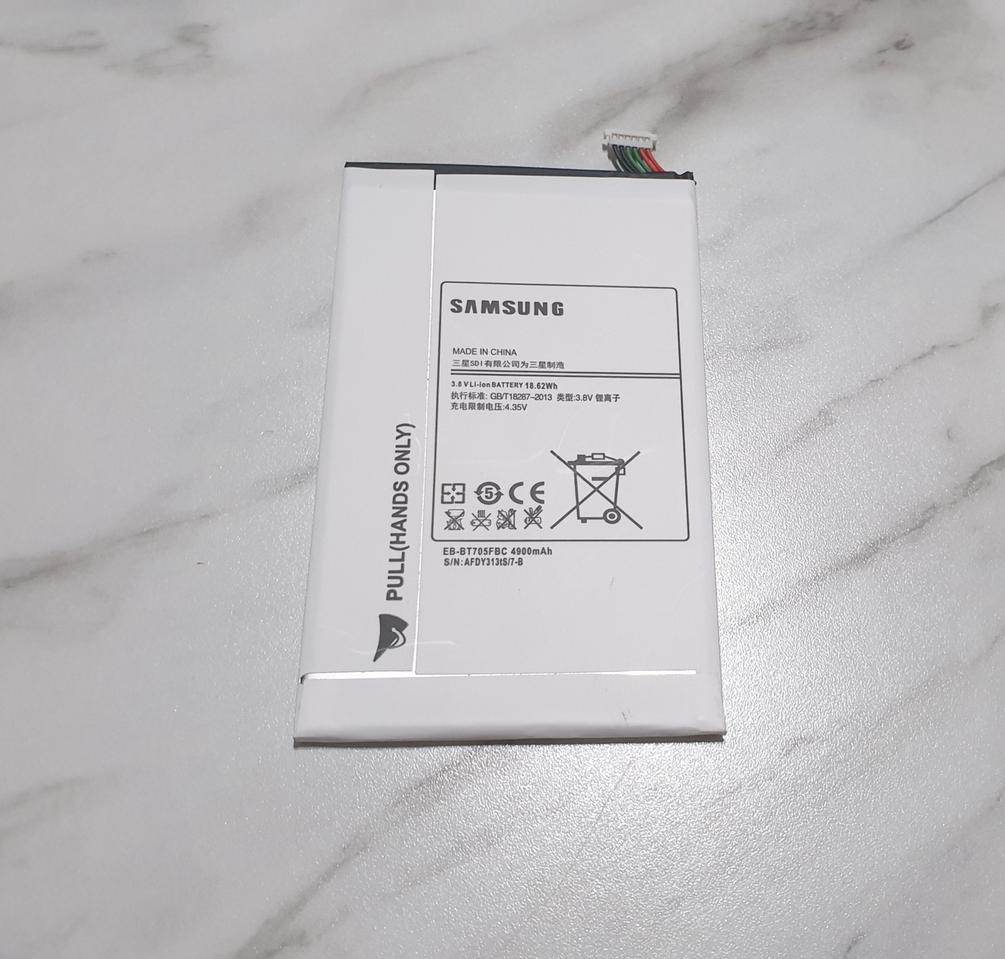 SAMSUNG
MADE IN CHINA
三星SDI有限公司为三星制造
3.8 V Li-Ion BATTERY 18.62Wh
执行标准: GB/T18287-2013 类型:3.8V 锂离子
充电限制电压:4.35V
5 CE
EB-BT705FBC 4900mAh
S/N: AFDY313tS/7-B
PULL(HANDS ONLY)